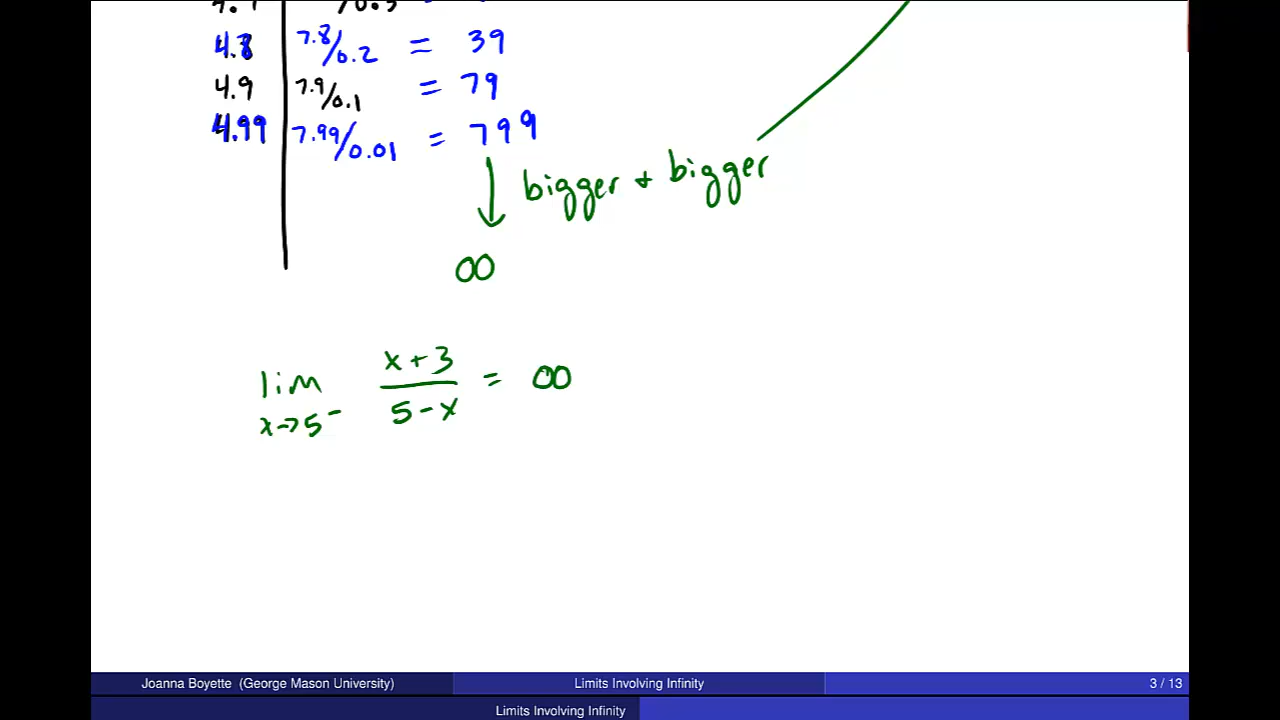 4.8 7.8/0.2 = 39
4.9 7.9/0.1 = 79
4.99 7.99/0.01 = 799
bigger + bigger
∞
lim x→5⁻ x+3/5-x = ∞
Joanna Boyette (George Mason University) Limits Involving Infinity 3 / 13
Limits Involving Infinity